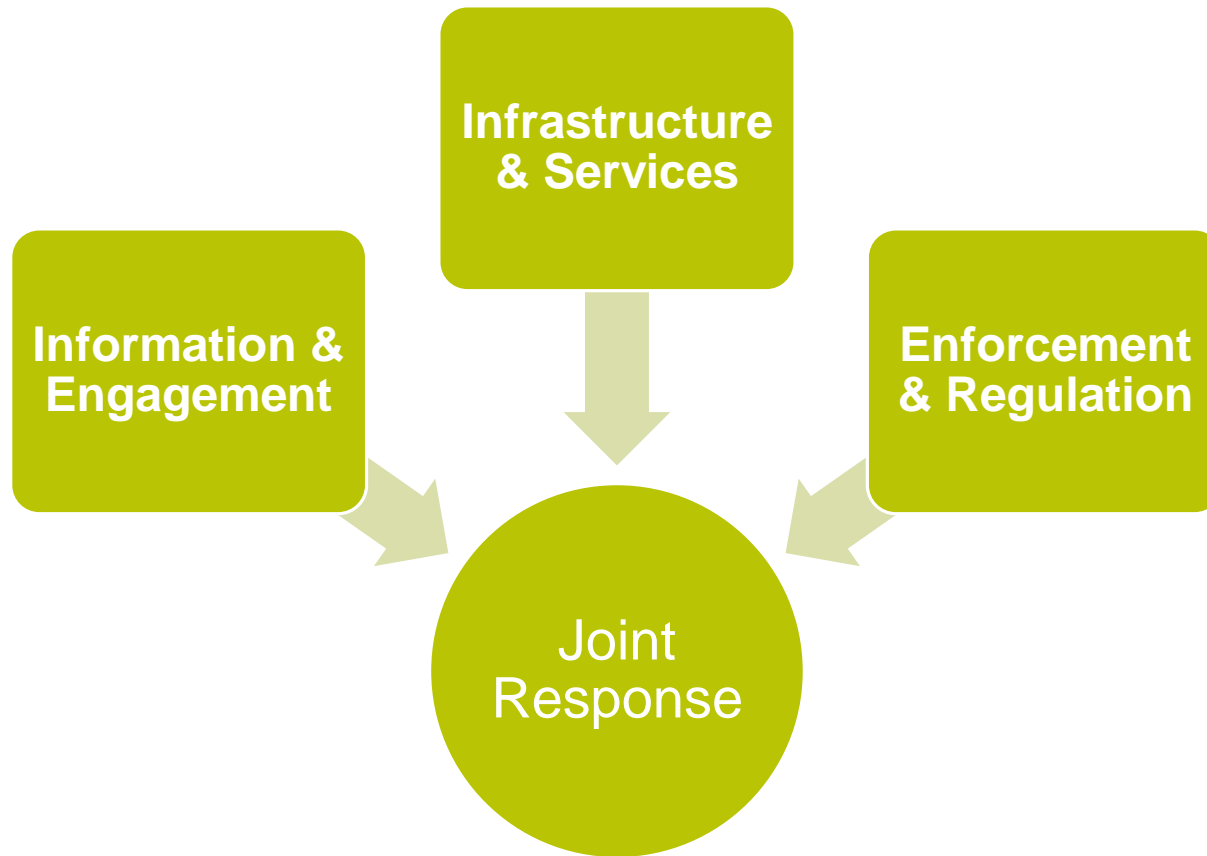 Infrastructure
& Services
Information &
Engagement
Enforcement
& Regulation
Joint
Response